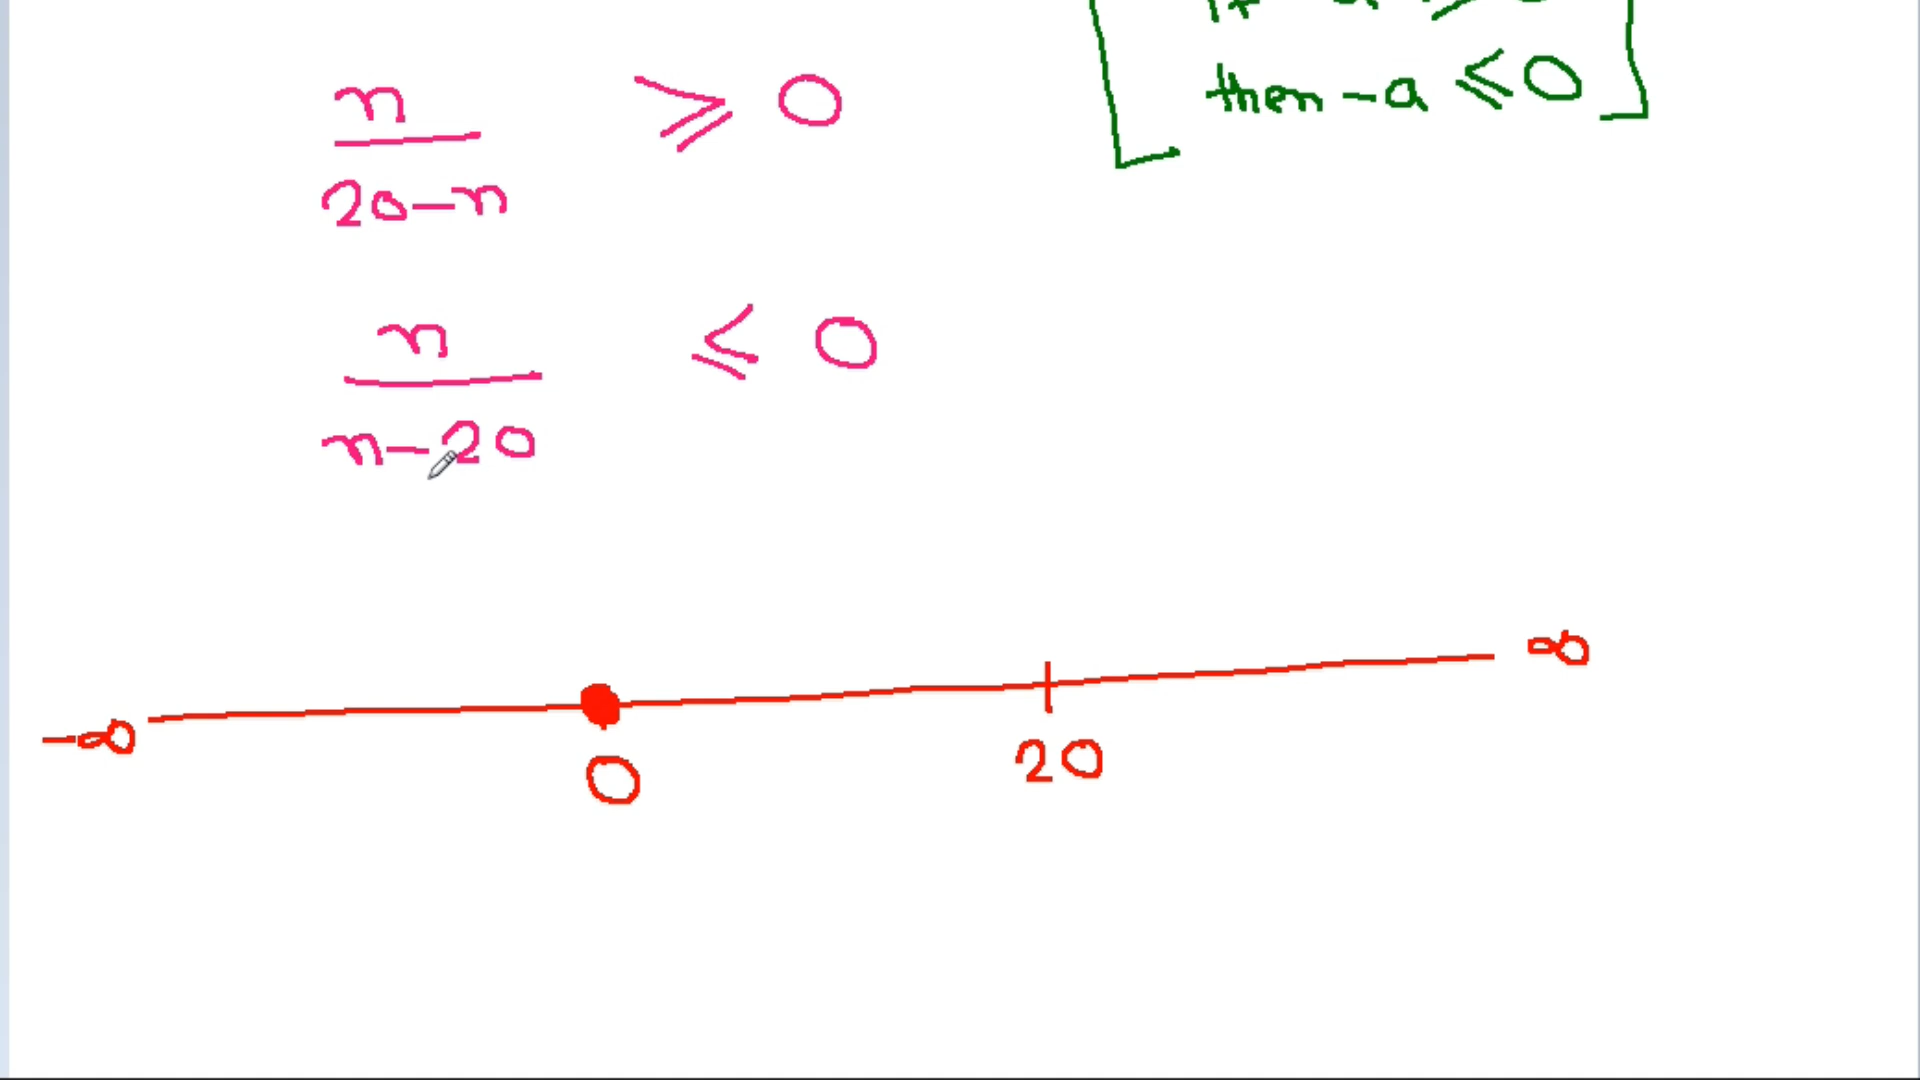 n/(20-n) ⩾ 0
then -a ⩽ 0
n/(n-20) ⩽ 0
-∞ 0 20 ∞